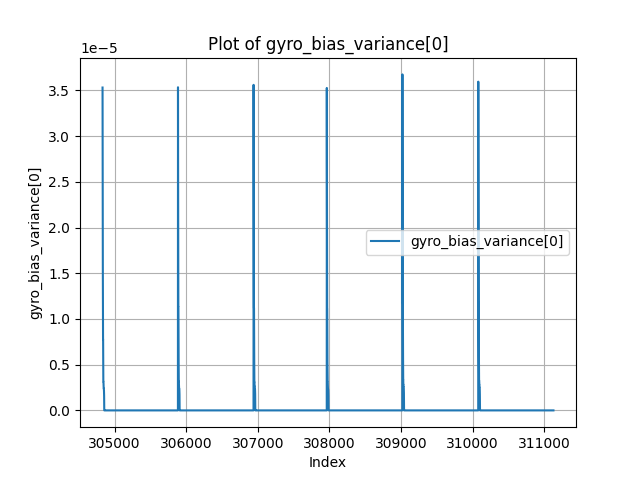 Plot of gyro_bias_variance[0]
1e−5
3.5
3.0
2.5
2.0
1.5
1.0
0.5
0.0
gyro_bias_variance[0]
gyro_bias_variance[0]
305000 306000 307000 308000 309000 310000 311000
Index